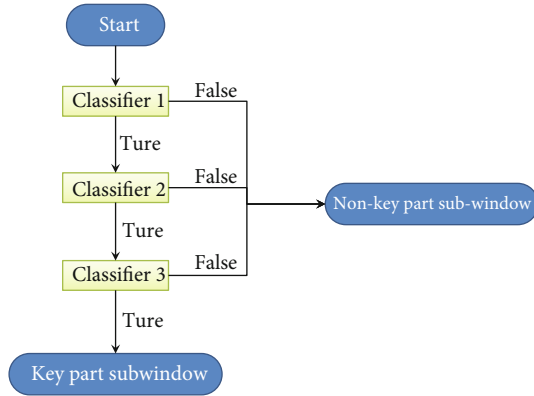 Start
False
Classifier 1
Ture
False
Classifier 2
Non-key part sub-window
Ture
False
Classifier 3
Ture
Key part subwindow